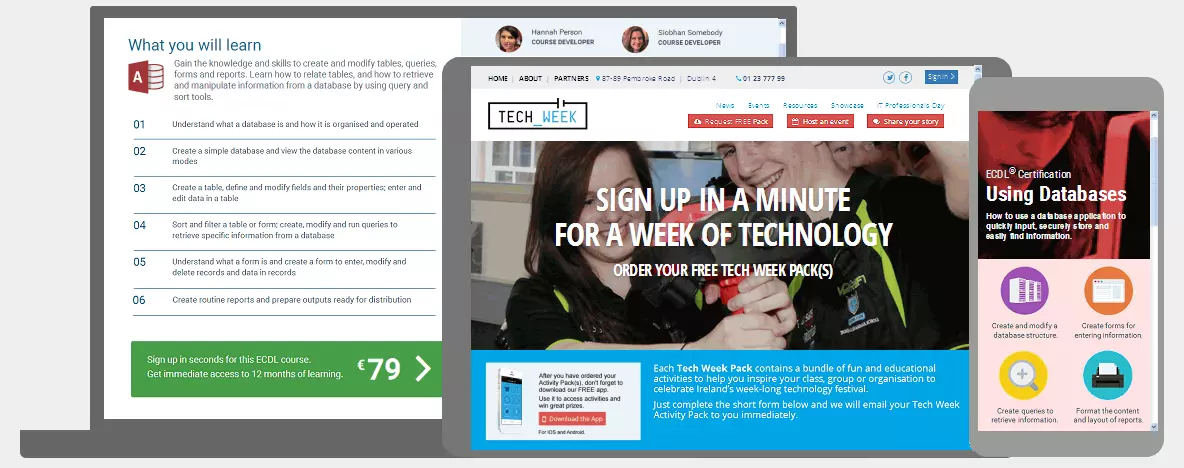 What you will learn
A
Gain the knowledge and skills to create and modify tables, queries,
forms and reports. Learn how to relate tables, and how to retrieve
and manipulate information from a database by using query and
sort tools.
01 Understand what a database is and how it is organised and operated
02 Create a simple database and view the database content in various
modes
03 Create a table, define and modify fields and their properties; enter and
edit data in a table
04 Sort and filter a table or form; create, modify and run queries to
retrieve specific information from a database
05 Understand what a form is and create a form to enter, modify and
delete records and data in records
06 Create routine reports and prepare outputs ready for distribution
Sign up in seconds for this ECDL course.
Get immediate access to 12 months of learning.
€79
Hannah Person
COURSE DEVELOPER
Siobhan Somebody
COURSE DEVELOPER
HOME | ABOUT | PARTNERS 87-89 Pembroke Road | Dublin 4 01 23 777 99
Sign in
TECH_WEEK
News Events Resources Showcase IT Professionals Day
Request FREE Pack Host an event Share your story
SIGN UP IN A MINUTE
FOR A WEEK OF TECHNOLOGY
ORDER YOUR FREE TECH WEEK PACK(S)
After you have ordered your
Activity Pack(s), don't forget to
download our FREE app.
Use it to access activities and
win great prizes.
Download the App
For iOS and Android.
Each Tech Week Pack contains a bundle of fun and educational
activities to help you inspire your class, group or organisation to
celebrate Ireland's week-long technology festival.
Just complete the short form below and we will email your Tech Week
Activity Pack to you immediately.
ECDL® Certification
Using Databases
How to use a database application to
quickly input, securely store and
easily find information.
Create and modify a
database structure.
Create forms for
entering information.
Create queries to
retrieve information.
Format the content
and layout of reports.